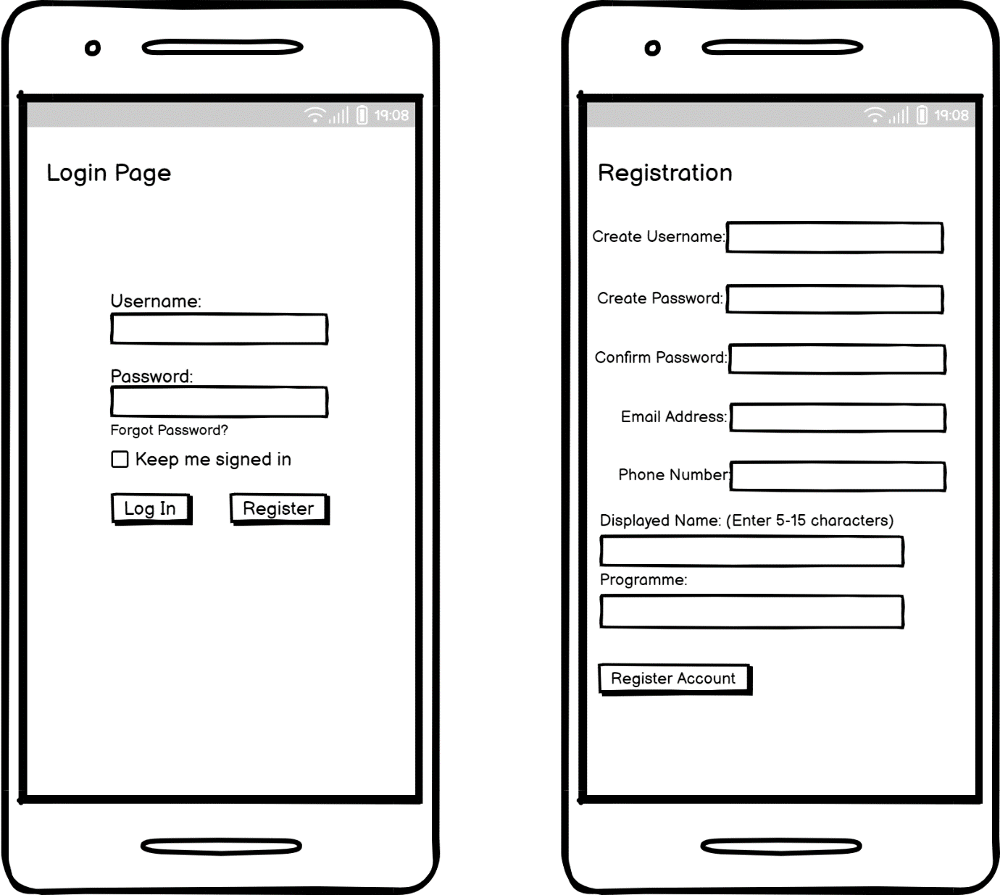 19:08
Login Page
Username:
Password:
Forgot Password?
Keep me signed in
Log In
Register
19:08
Registration
Create Username:
Create Password:
Confirm Password:
Email Address:
Phone Number:
Displayed Name: (Enter 5-15 characters)
Programme:
Register Account